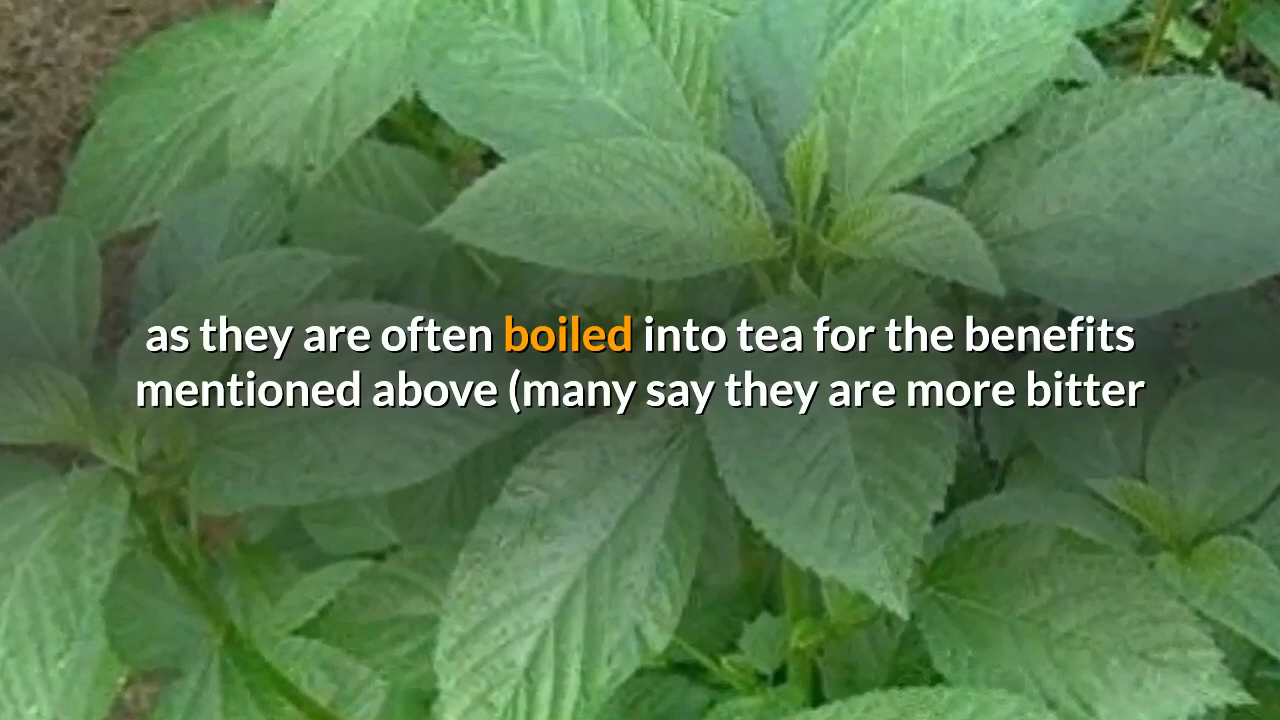 as they are often boiled into tea for the benefits
mentioned above (many say they are more bitter